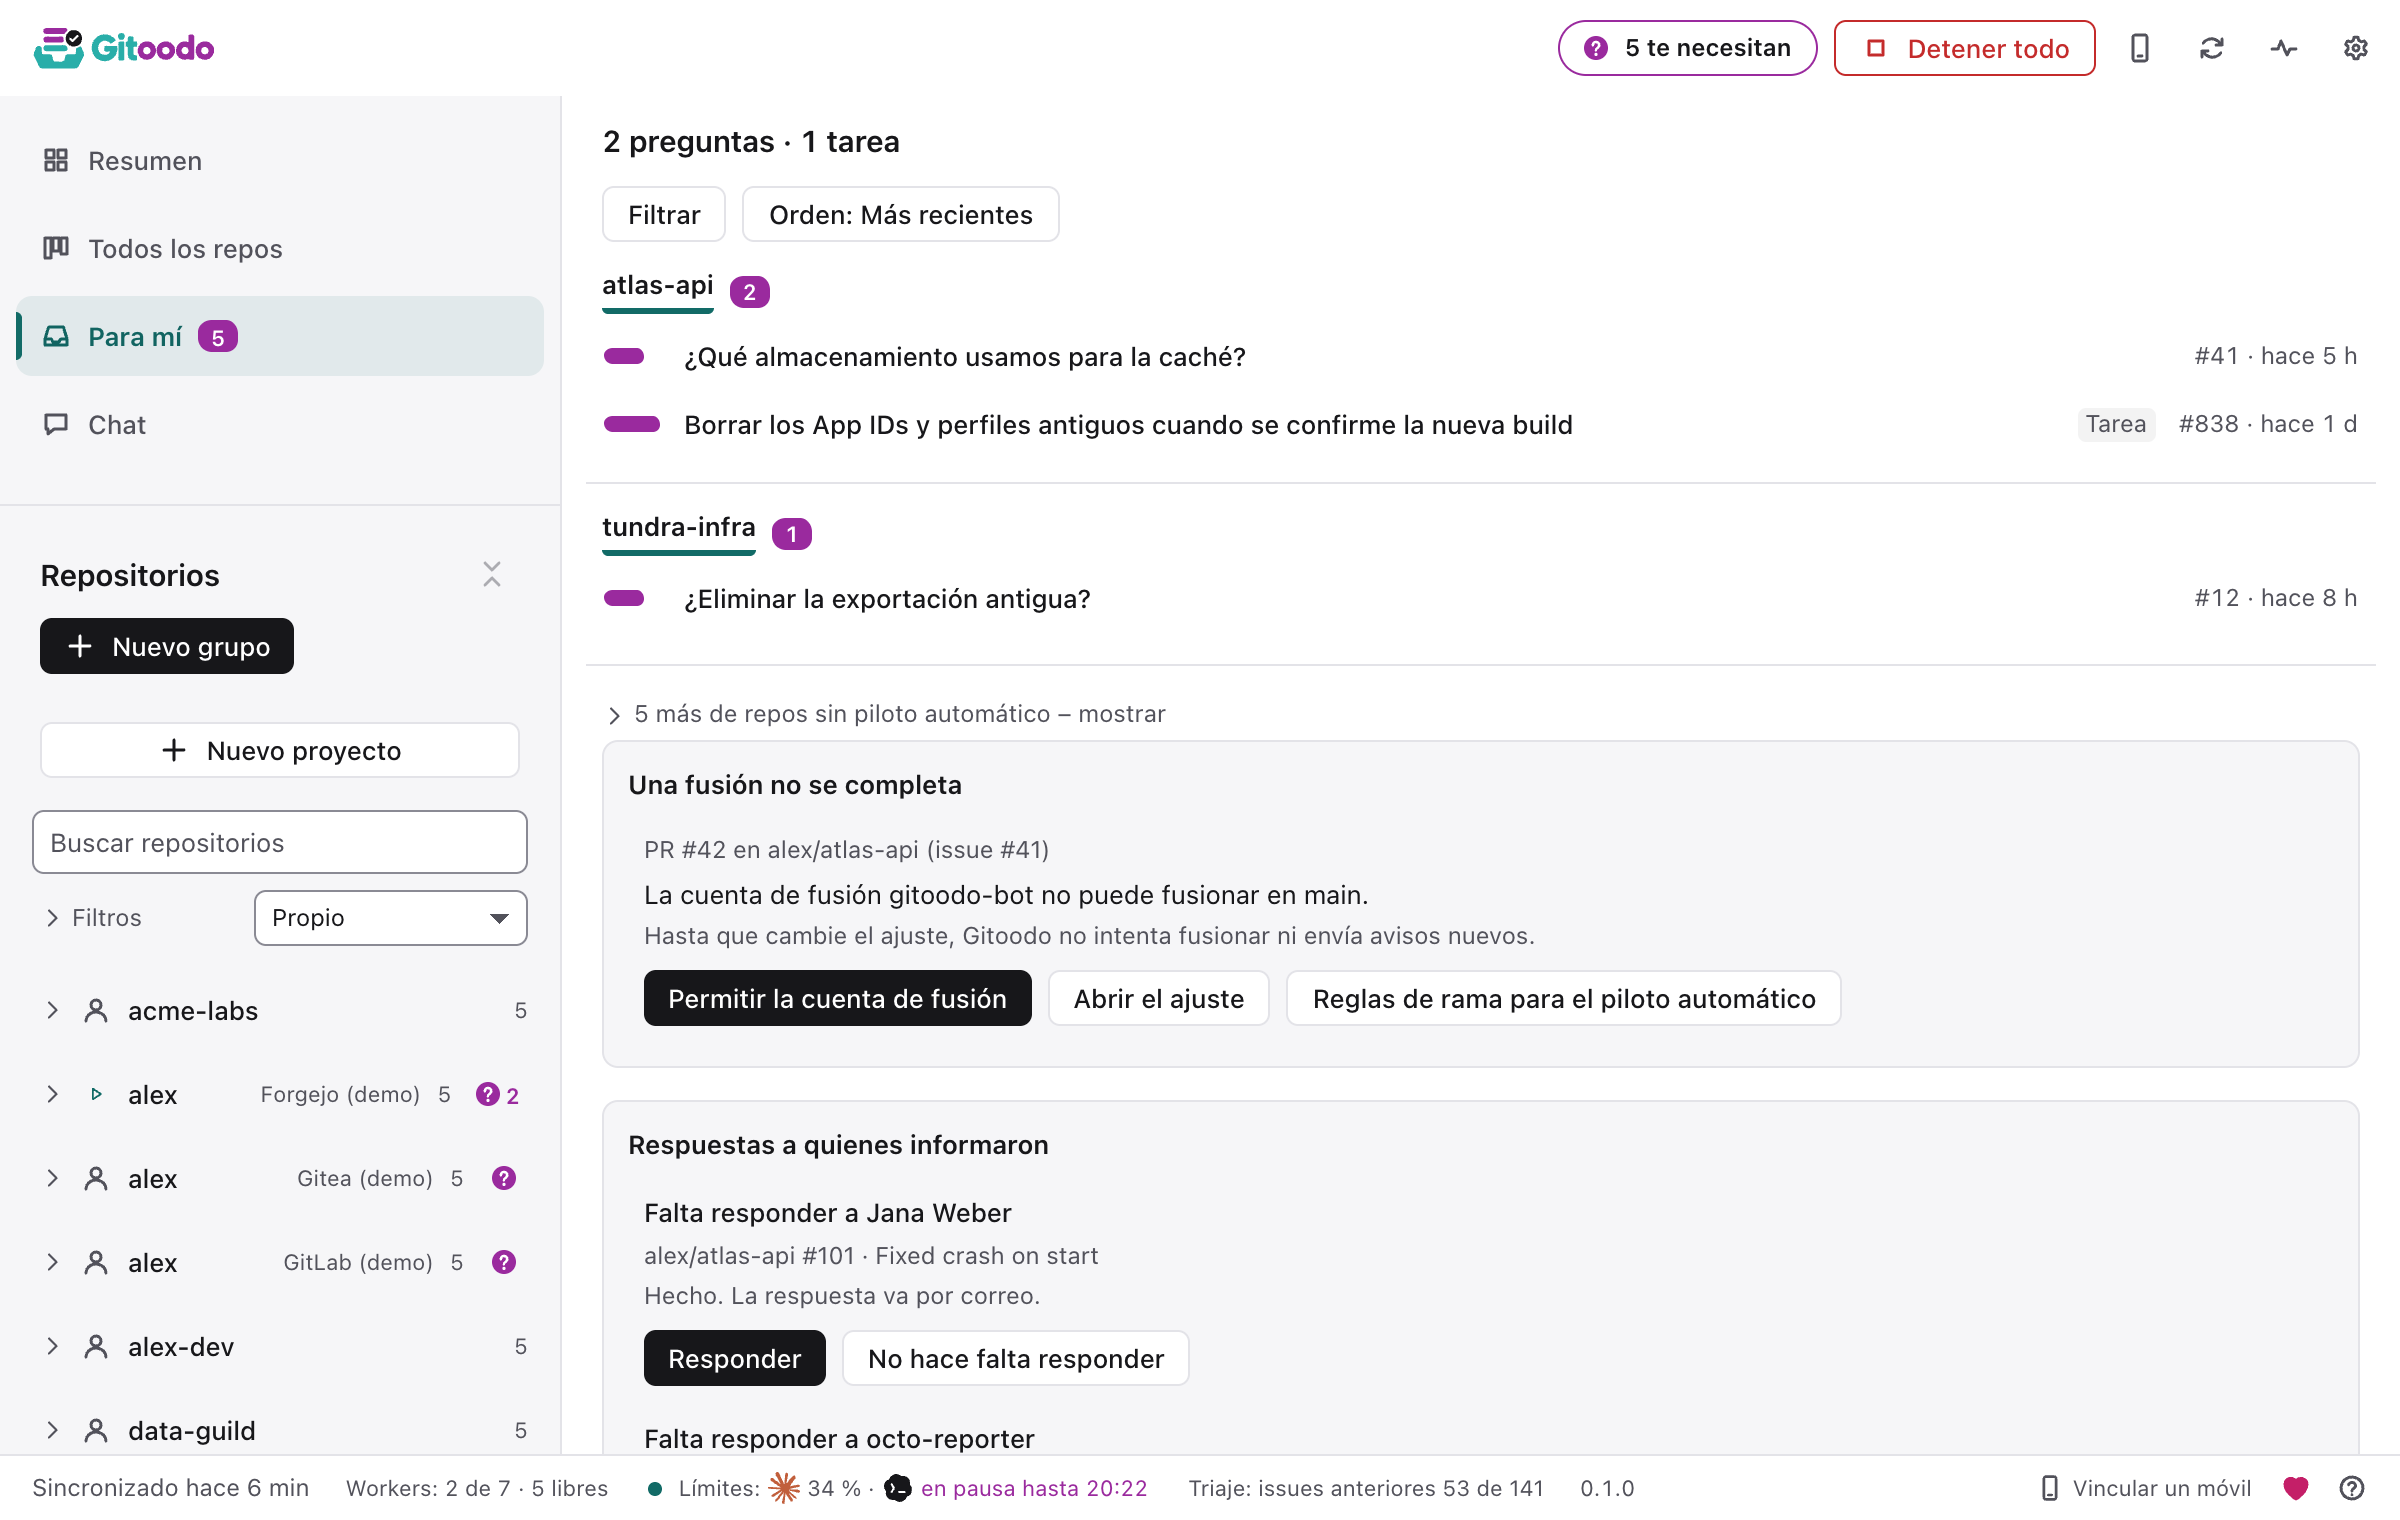 Gitoodo
5 te necesitan
Detener todo
Resumen
Todos los repos
Para mí 5
Chat
Repositorios
Nuevo grupo
Nuevo proyecto
Buscar repositorios
Filtros
Propio
acme-labs 5
alex Forgejo (demo) 5 ? 2
alex Gitea (demo) 5 ?
alex GitLab (demo) 5 ?
alex-dev 5
data-guild 5
2 preguntas · 1 tarea
Filtrar
Orden: Más recientes
atlas-api 2
¿Qué almacenamiento usamos para la caché? #41 · hace 5 h
Borrar los App IDs y perfiles antiguos cuando se confirme la nueva build Tarea #838 · hace 1 d
tundra-infra 1
¿Eliminar la exportación antigua? #12 · hace 8 h
5 más de repos sin piloto automático – mostrar
Una fusión no se completa
PR #42 en alex/atlas-api (issue #41)
La cuenta de fusión gitoodo-bot no puede fusionar en main.
Hasta que cambie el ajuste, Gitoodo no intenta fusionar ni envía avisos nuevos.
Permitir la cuenta de fusión
Abrir el ajuste
Reglas de rama para el piloto automático
Respuestas a quienes informaron
Falta responder a Jana Weber
alex/atlas-api #101 · Fixed crash on start
Hecho. La respuesta va por correo.
Responder
No hace falta responder
Falta responder a octo-reporter
Sincronizado hace 6 min
Workers: 2 de 7 · 5 libres
Límites: 34 % · en pausa hasta 20:22
Triaje: issues anteriores 53 de 141
0.1.0
Vincular un móvil